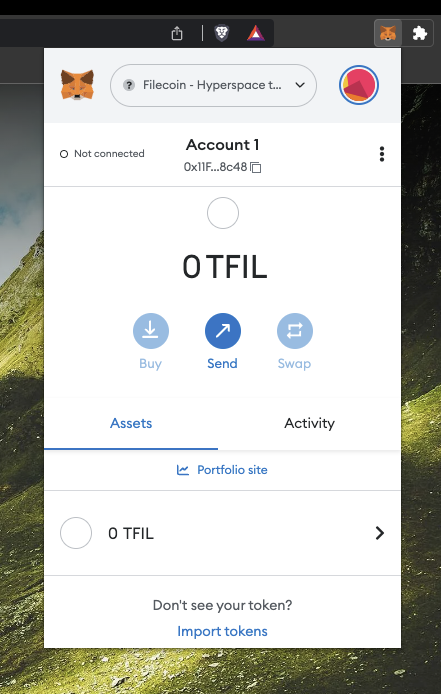 Filecoin - Hyperspace t...
Not connected
Account 1
0x11F...8c48
0 TFIL
Buy
Send
Swap
Assets
Activity
Portfolio site
0 TFIL
Don't see your token?
Import tokens